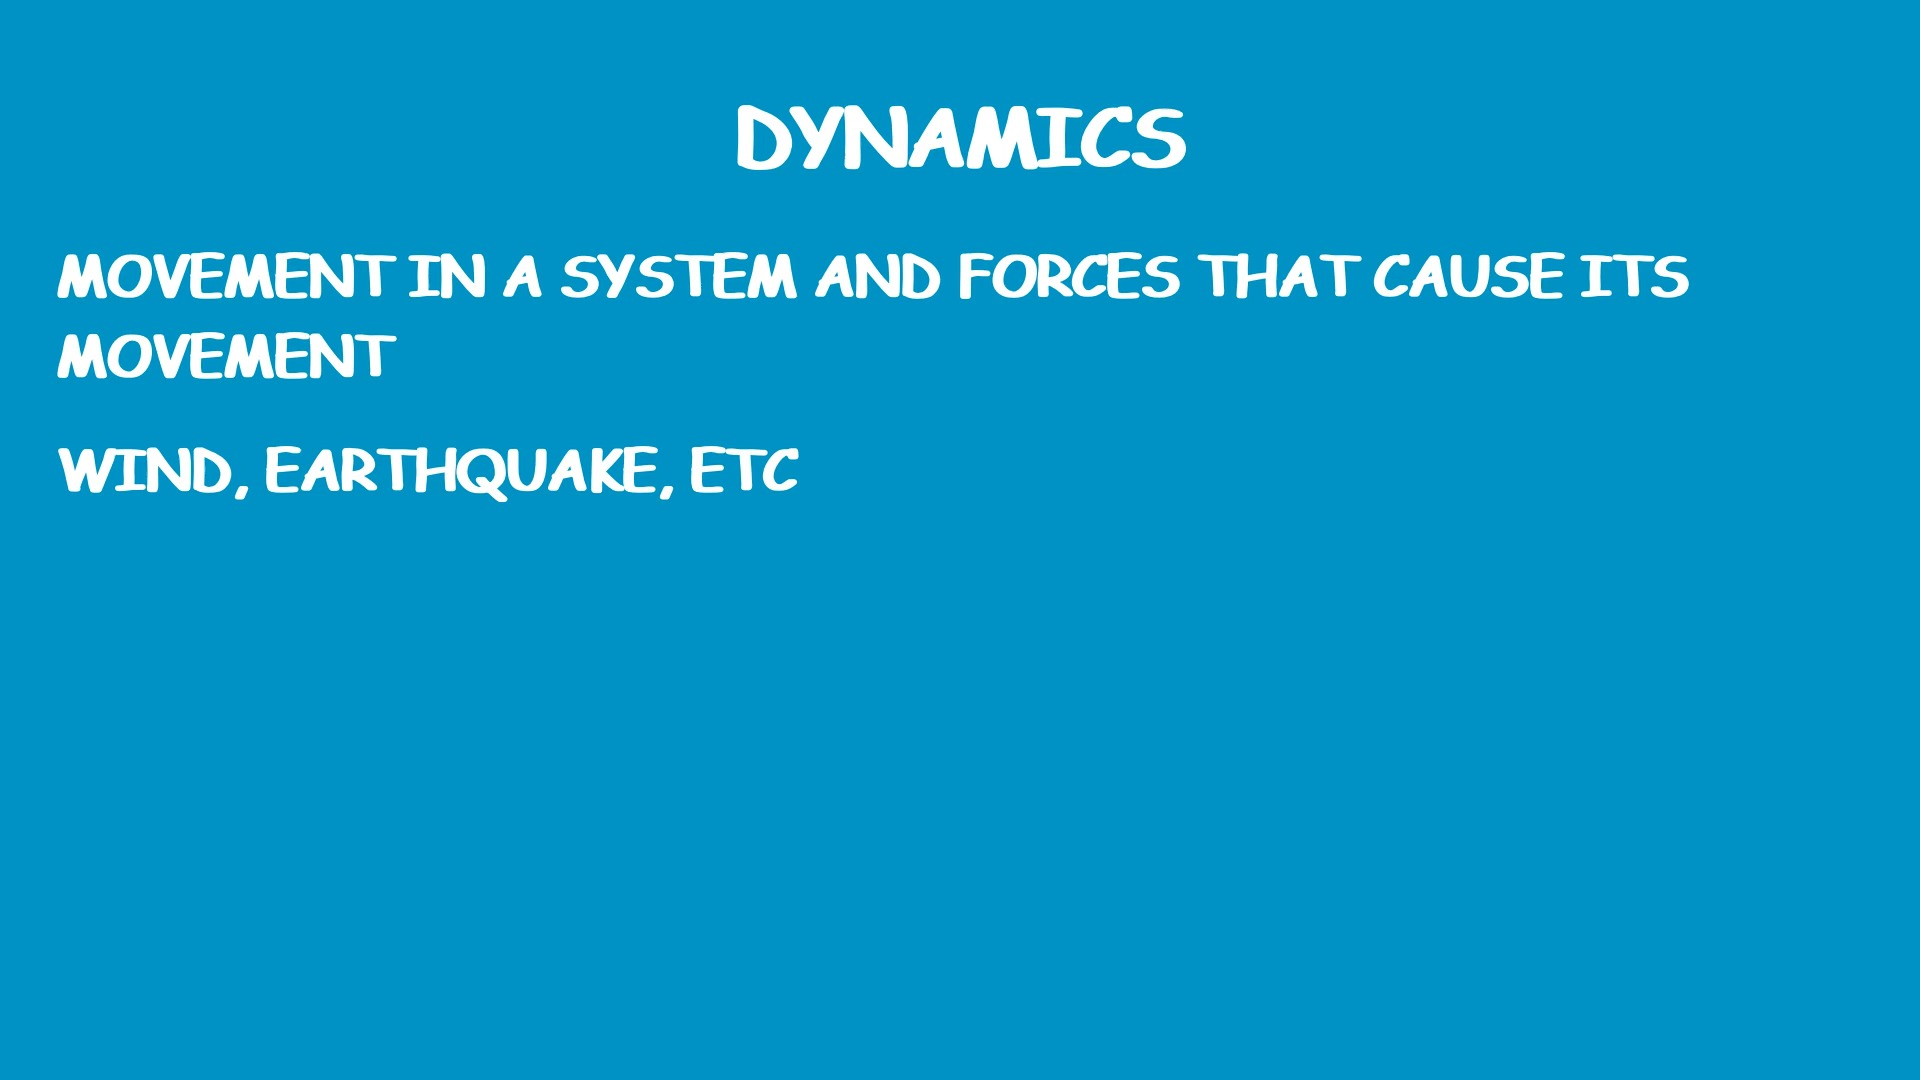 DYNAMICS
MOVEMENT IN A SYSTEM AND FORCES THAT CAUSE ITS
MOVEMENT
WIND, EARTHQUAKE, ETC